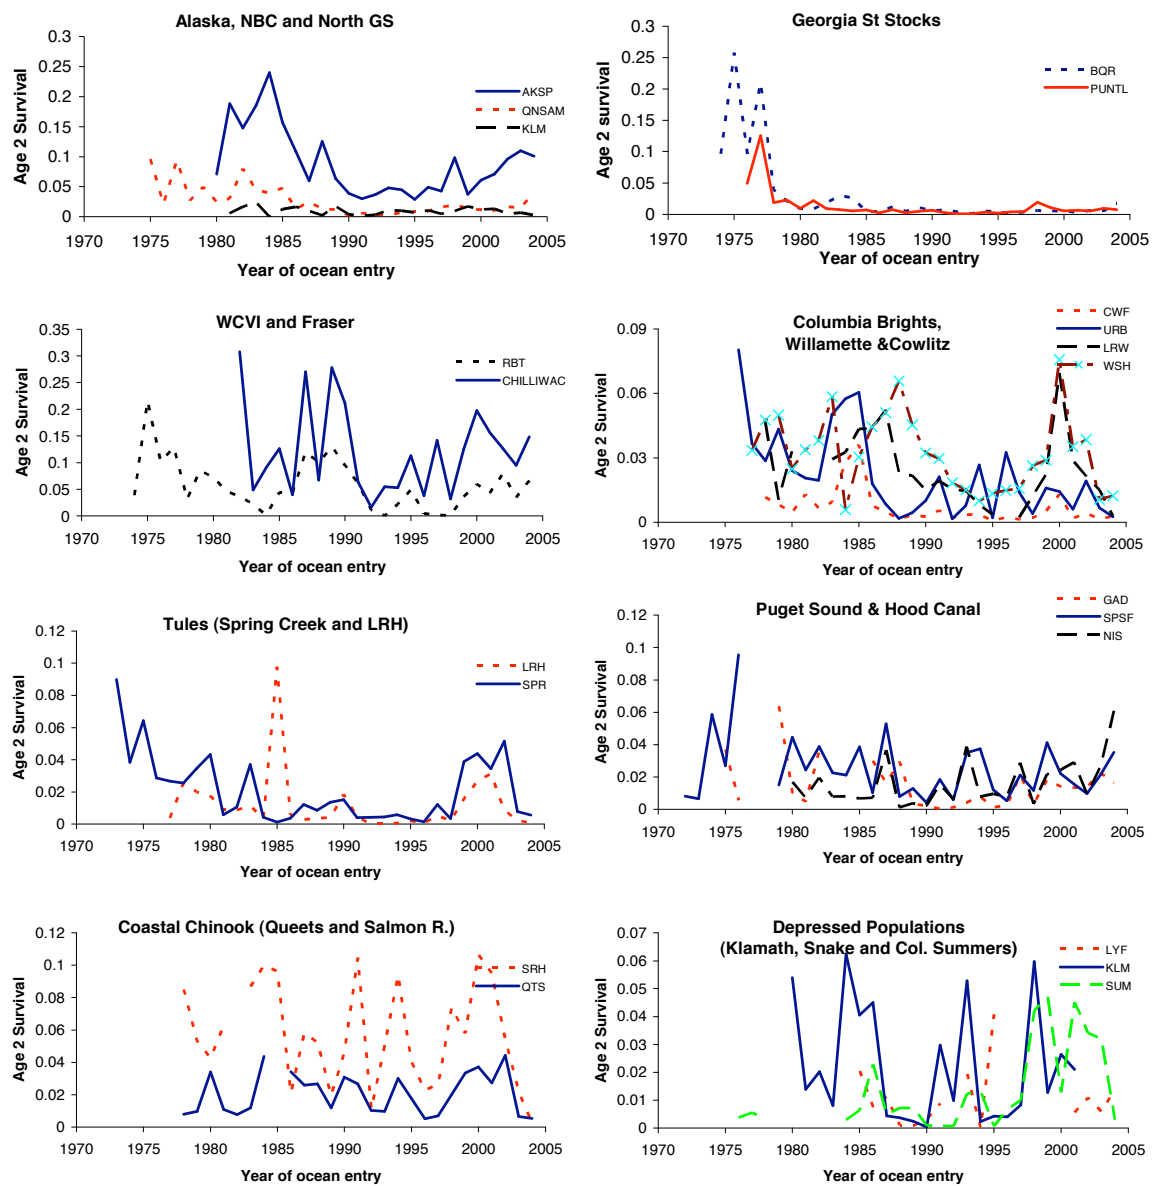 Alaska, NBC and North GS
Age 2 Survival
0.3
0.25
0.2
0.15
0.1
0.05
0
1970 1975 1980 1985 1990 1995 2000 2005
Year of ocean entry
AKSP
QNSAM
KLM
Georgia St Stocks
Age 2 survival
0.3
0.25
0.2
0.15
0.1
0.05
0
1970 1975 1980 1985 1990 1995 2000 2005
Year of ocean entry
BQR
PUNTL
WCVI and Fraser
Age 2 Survival
0.35
0.3
0.25
0.2
0.15
0.1
0.05
0
1970 1975 1980 1985 1990 1995 2000 2005
Year of ocean entry
RBT
CHILLIWAC
Columbia Brights,
Willamette &Cowlitz
Age 2 Survival
0.09
0.06
0.03
0
1970 1975 1980 1985 1990 1995 2000 2005
Year of ocean entry
CWF
URB
LRW
WSH
Tules (Spring Creek and LRH)
Age 2 Survival
0.12
0.1
0.08
0.06
0.04
0.02
0
1970 1975 1980 1985 1990 1995 2000 2005
Year of ocean entry
LRH
SPR
Puget Sound & Hood Canal
Age 2 Survival
0.12
0.1
0.08
0.06
0.04
0.02
0
1970 1975 1980 1985 1990 1995 2000 2005
Year of ocean entry
GAD
SPSF
NIS
Coastal Chinook (Queets and Salmon R.)
Age 2 Survival
0.12
0.1
0.08
0.06
0.04
0.02
0
1970 1975 1980 1985 1990 1995 2000 2005
Year of ocean entry
SRH
QTS
Depressed Populations
(Klamath, Snake and Col. Summers)
Age 2 Survival
0.07
0.06
0.05
0.04
0.03
0.02
0.01
0
1970 1975 1980 1985 1990 1995 2000 2005
Year of ocean entry
LYF
KLM
SUM